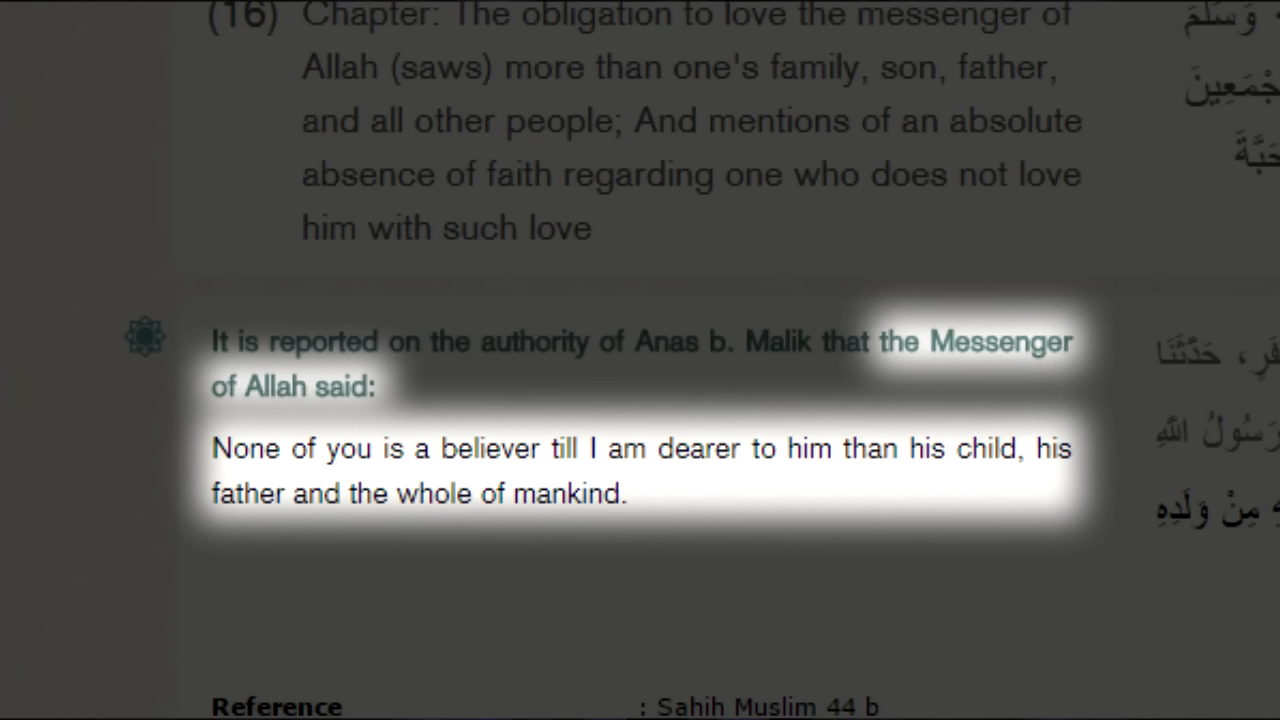 (16) Chapter: The obligation to love the messenger of
Allah (saws) more than one's family, son, father,
and all other people; And mentions of an absolute
absence of faith regarding one who does not love
him with such love
وَسَلَّمَ
It is reported on the authority of Anas b. Malik that the Messenger
of Allah said:
None of you is a believer till I am dearer to him than his child, his
father and the whole of mankind.
حَدَّثَنَا
رَسُولُ اللَّهِ
مِنْ وَلَدِهِ
Reference : Sahih Muslim 44 b